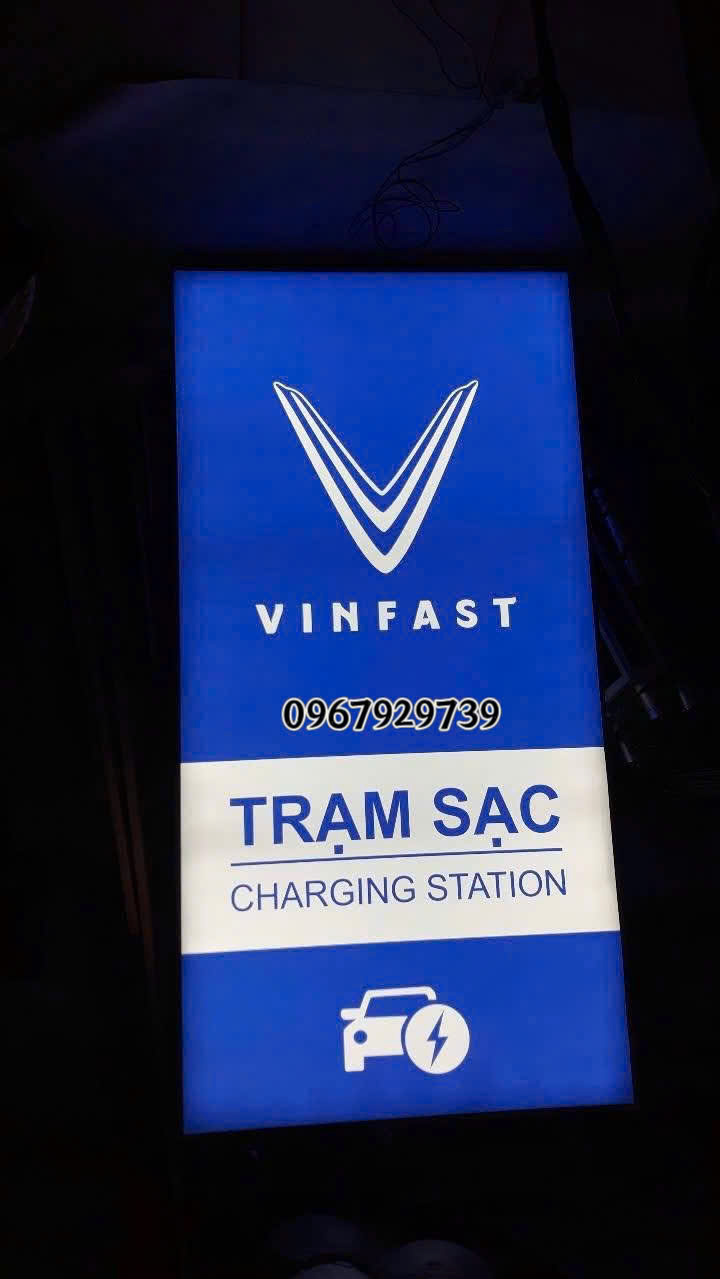 VINFAST
0967929739
TRẠM SẠC
CHARGING STATION